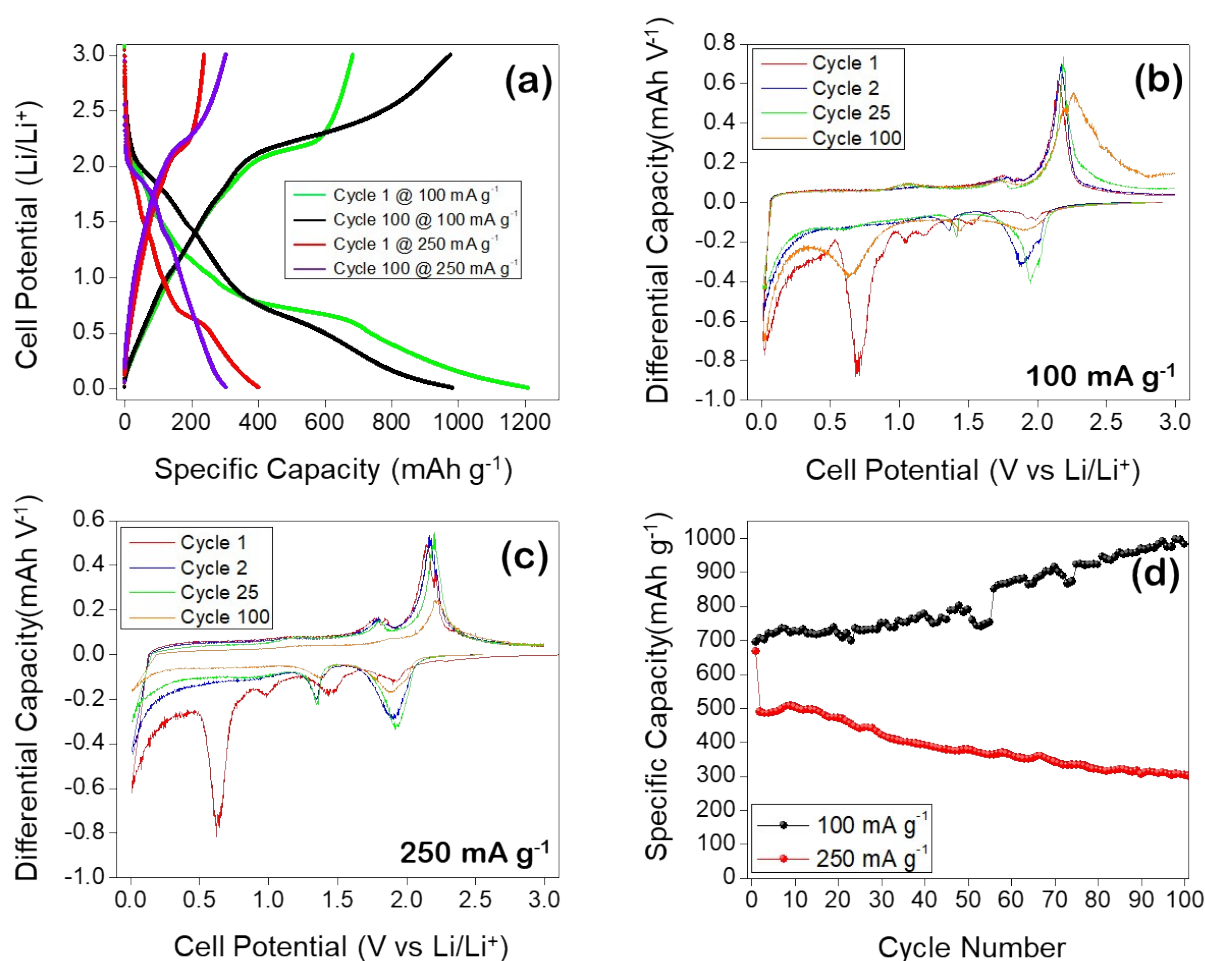 (a)
Cell Potential (Li/Li⁺)
3.0
2.5
2.0
1.5
1.0
0.5
0.0
Cycle 1 @ 100 mA g⁻¹
Cycle 100 @ 100 mA g⁻¹
Cycle 1 @ 250 mA g⁻¹
Cycle 100 @ 250 mA g⁻¹
0 200 400 600 800 1000 1200
Specific Capacity (mAh g⁻¹)
(b)
Differential Capacity(mAh V⁻¹)
0.8
0.6
0.4
0.2
0.0
-0.2
-0.4
-0.6
-0.8
-1.0
Cycle 1
Cycle 2
Cycle 25
Cycle 100
100 mA g⁻¹
0.0 0.5 1.0 1.5 2.0 2.5 3.0
Cell Potential (V vs Li/Li⁺)
(c)
Differential Capacity(mAh V⁻¹)
0.6
0.4
0.2
0.0
-0.2
-0.4
-0.6
-0.8
-1.0
Cycle 1
Cycle 2
Cycle 25
Cycle 100
250 mA g⁻¹
0.0 0.5 1.0 1.5 2.0 2.5 3.0
Cell Potential (V vs Li/Li⁺)
(d)
Specific Capacity(mAh g⁻¹)
1000
900
800
700
600
500
400
300
200
100
0
100 mA g⁻¹
250 mA g⁻¹
0 10 20 30 40 50 60 70 80 90 100
Cycle Number